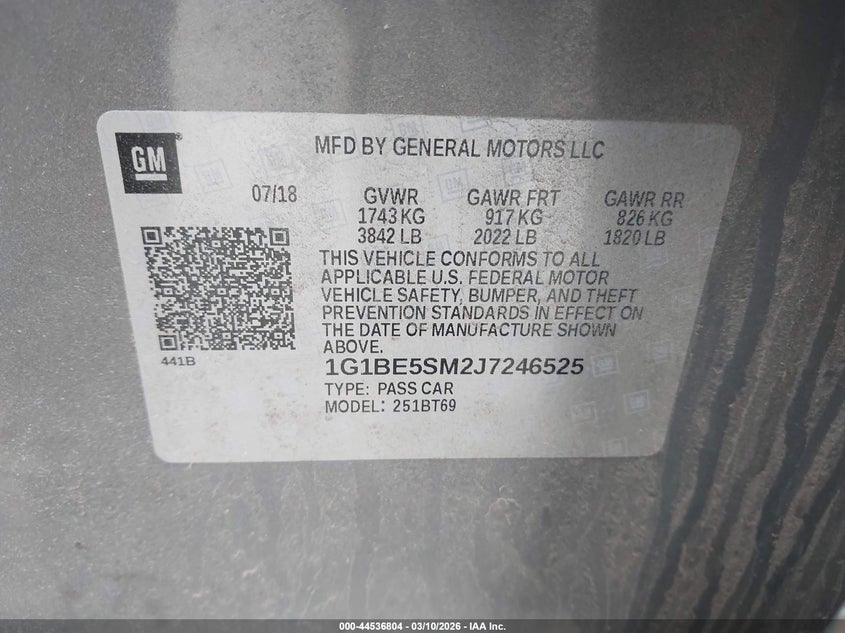 GM
MFD BY GENERAL MOTORS LLC
07/18 GVWR GAWR FRT GAWR RR
1743 KG 917 KG 826 KG
3842 LB 2022 LB 1820 LB
THIS VEHICLE CONFORMS TO ALL
APPLICABLE U.S. FEDERAL MOTOR
VEHICLE SAFETY, BUMPER, AND THEFT
PREVENTION STANDARDS IN EFFECT ON
THE DATE OF MANUFACTURE SHOWN
ABOVE.
441B
1G1BE5SM2J7246525
TYPE: PASS CAR
MODEL: 251BT69
000-44536804 — 03/10/2026 — IAA Inc.